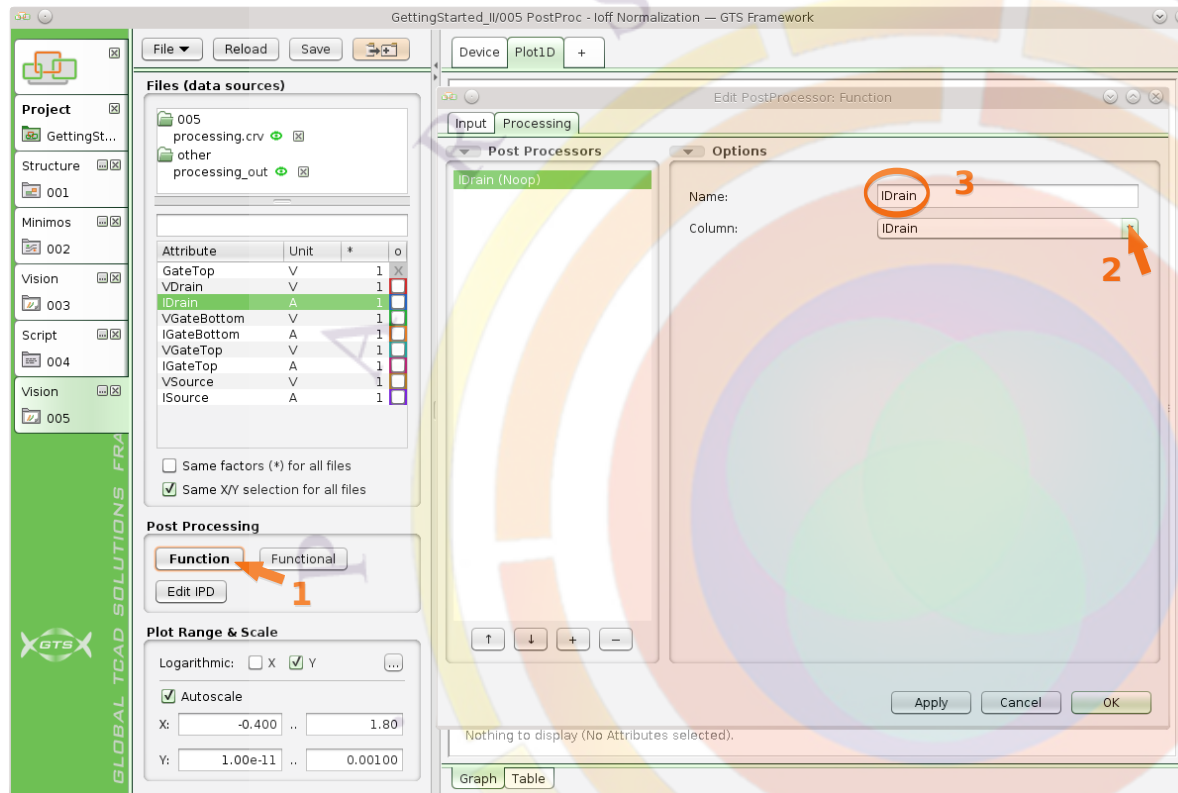 GettingStarted_II/005 PostProc - Ioff Normalization — GTS Framework
Project
GettingSt...
Structure
001
Minimos
002
Vision
003
Script
004
Vision
005
GLOBAL TCAD SOLUTIONS FRA
GTS
File Reload Save
Files (data sources)
005
processing.crv
other
processing_out
Attribute Unit * o
GateTop V 1 X
VDrain V 1
IDrain A 1
VGateBottom V 1
IGateBottom A 1
VGateTop V 1
IGateTop A 1
VSource V 1
ISource A 1
Same factors (*) for all files
Same X/Y selection for all files
Post Processing
Function Functional
Edit IPD
1
Plot Range & Scale
Logarithmic: X Y ...
Autoscale
X: -0.400 .. 1.80
Y: 1.00e-11 .. 0.00100
Device Plot1D +
Edit PostProcessor: Function
Input Processing
Post Processors
IDrain (Noop)
↑ ↓ + −
Options
Name: IDrain 3
Column: IDrain
2
Apply Cancel OK
Nothing to display (No Attributes selected).
Graph Table